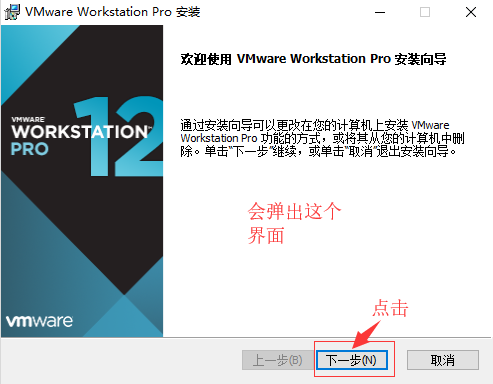 VMware Workstation Pro 安装
欢迎使用 VMware Workstation Pro 安装向导
VMWARE
WORKSTATION™
PRO 12
通过安装向导可以更改在您的计算机上安装 VMware
Workstation Pro 功能的方式，或将其从您的计算机中删
除。单击“下一步”继续，或单击“取消”退出安装向导。
会弹出这个
界面
点击
vmware
上一步(B)
下一步(N)
取消